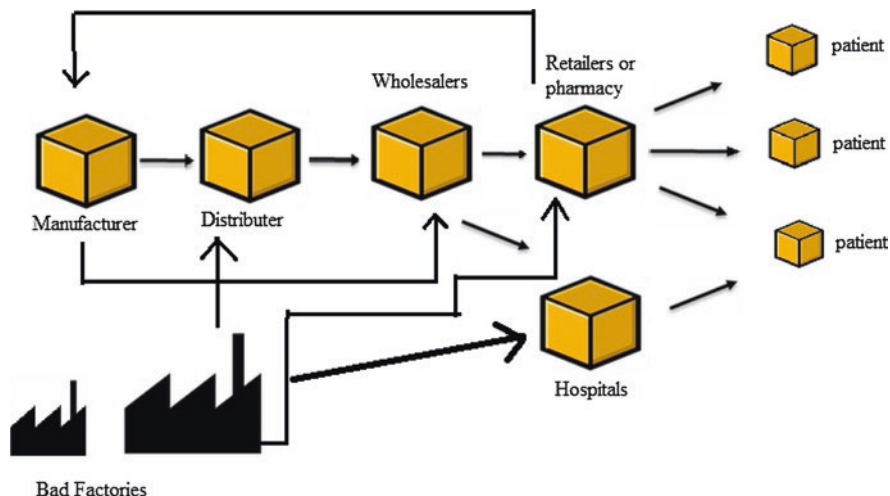 patient
Retailers or
pharmacy
Wholesalers
patient
Manufacturer
Distributer
patient
Hospitals
Bad Factories